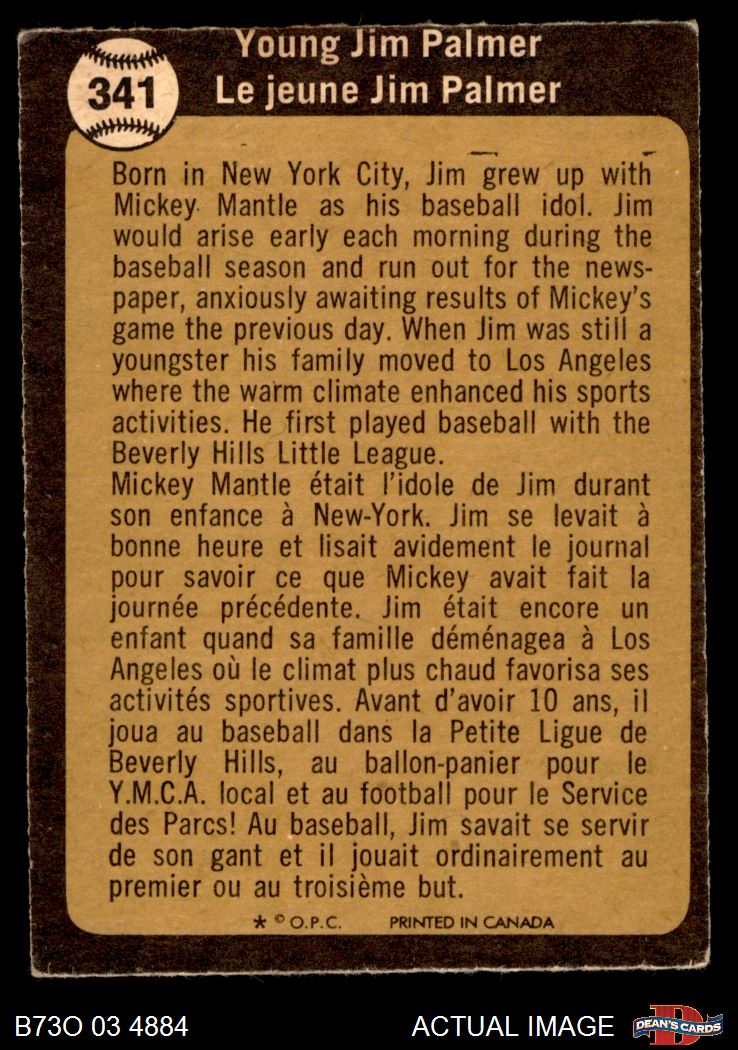 Young Jim Palmer
341
Le jeune Jim Palmer
Born in New York City, Jim grew up with
Mickey Mantle as his baseball idol. Jim
would arise early each morning during the
baseball season and run out for the news-
paper, anxiously awaiting results of Mickey's
game the previous day. When Jim was still a
youngster his family moved to Los Angeles
where the warm climate enhanced his sports
activities. He first played baseball with the
Beverly Hills Little League.
Mickey Mantle était l'idole de Jim durant
son enfance à New-York. Jim se levait à
bonne heure et lisait avidement le journal
pour savoir ce que Mickey avait fait la
journée précédente. Jim était encore un
enfant quand sa famille déménagea à Los
Angeles où le climat plus chaud favorisa ses
activités sportives. Avant d'avoir 10 ans, il
joua au baseball dans la Petite Ligue de
Beverly Hills, au ballon-panier pour le
Y.M.C.A. local et au football pour le Service
des Parcs! Au baseball, Jim savait se servir
de son gant et il jouait ordinairement au
premier ou au troisième but.
* © O.P.C. PRINTED IN CANADA
B73O 03 4884 ACTUAL IMAGE D DEAN'S CARDS